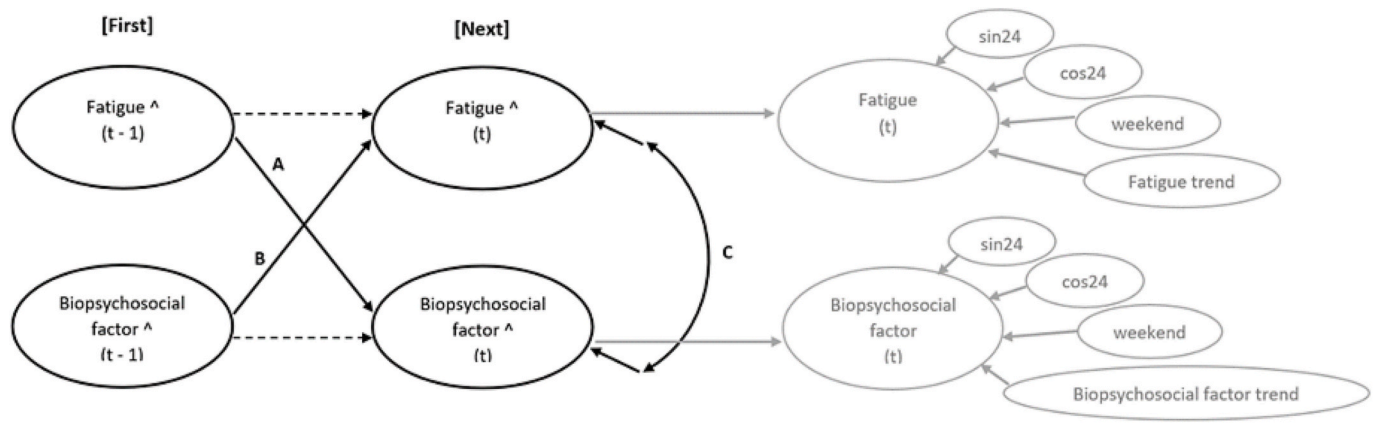 [First]
[Next]
Fatigue ^
(t - 1)
Fatigue ^
(t)
Fatigue
(t)
sin24
cos24
weekend
Fatigue trend
A
B
C
Biopsychosocial
factor ^
(t - 1)
Biopsychosocial
factor ^
(t)
Biopsychosocial
factor
(t)
sin24
cos24
weekend
Biopsychosocial factor trend